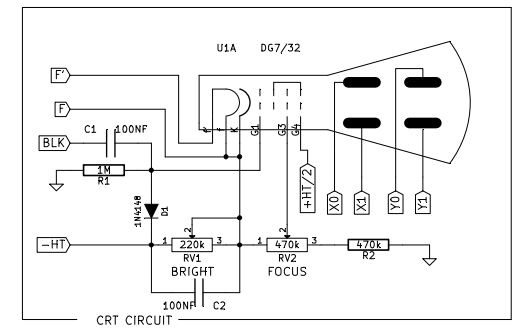 U1A DG7/32
F'
F
f' f K G1 G3 G4
C1 100NF
BLK
1M
R1
+HT/2
X0 X1 Y0 Y1
1N4148 D1
-HT
1 220k 2 3
RV1
BRIGHT
1 470k 2 3
RV2
FOCUS
470k
R2
100NF C2
CRT CIRCUIT